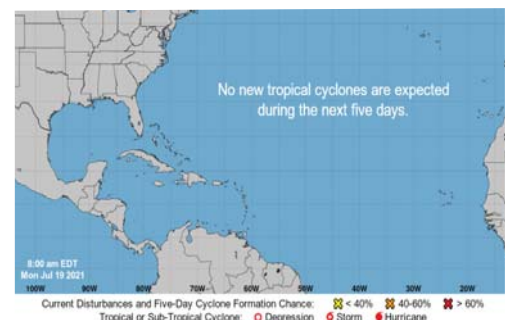 No new tropical cyclones are expected
during the next five days.
8:00 am EDT
Mon Jul 19 2021
100W 90W 80W 70W 60W 50W 40W 30W 20W
Current Disturbances and Five-Day Cyclone Formation Chance: < 40% 40-60% > 60%
Tropical or Sub-Tropical Cyclone: Depression Storm Hurricane